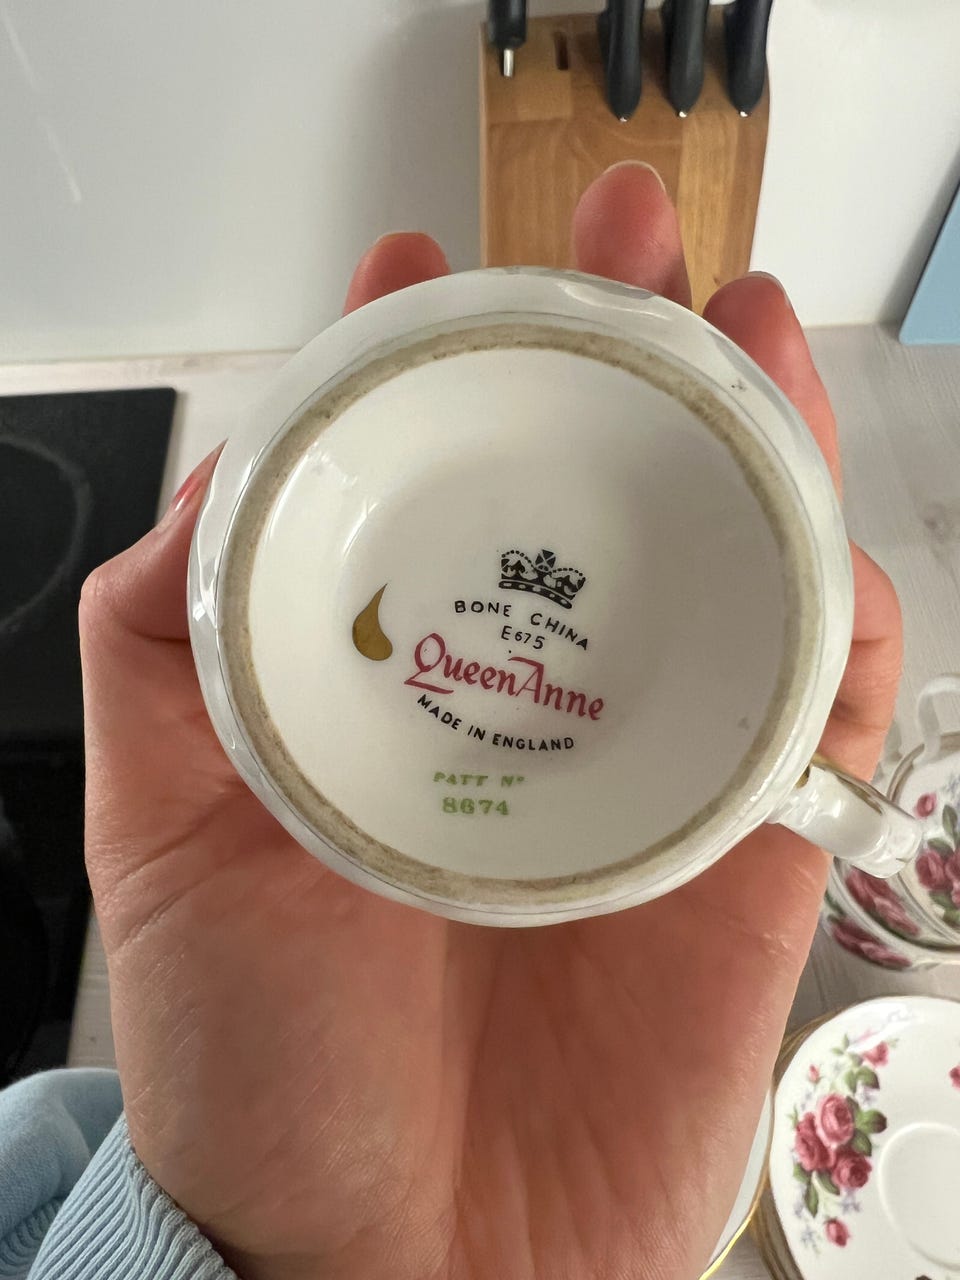 BONE CHINA
E675
QueenAnne
MADE IN ENGLAND
PATT Nº
8674